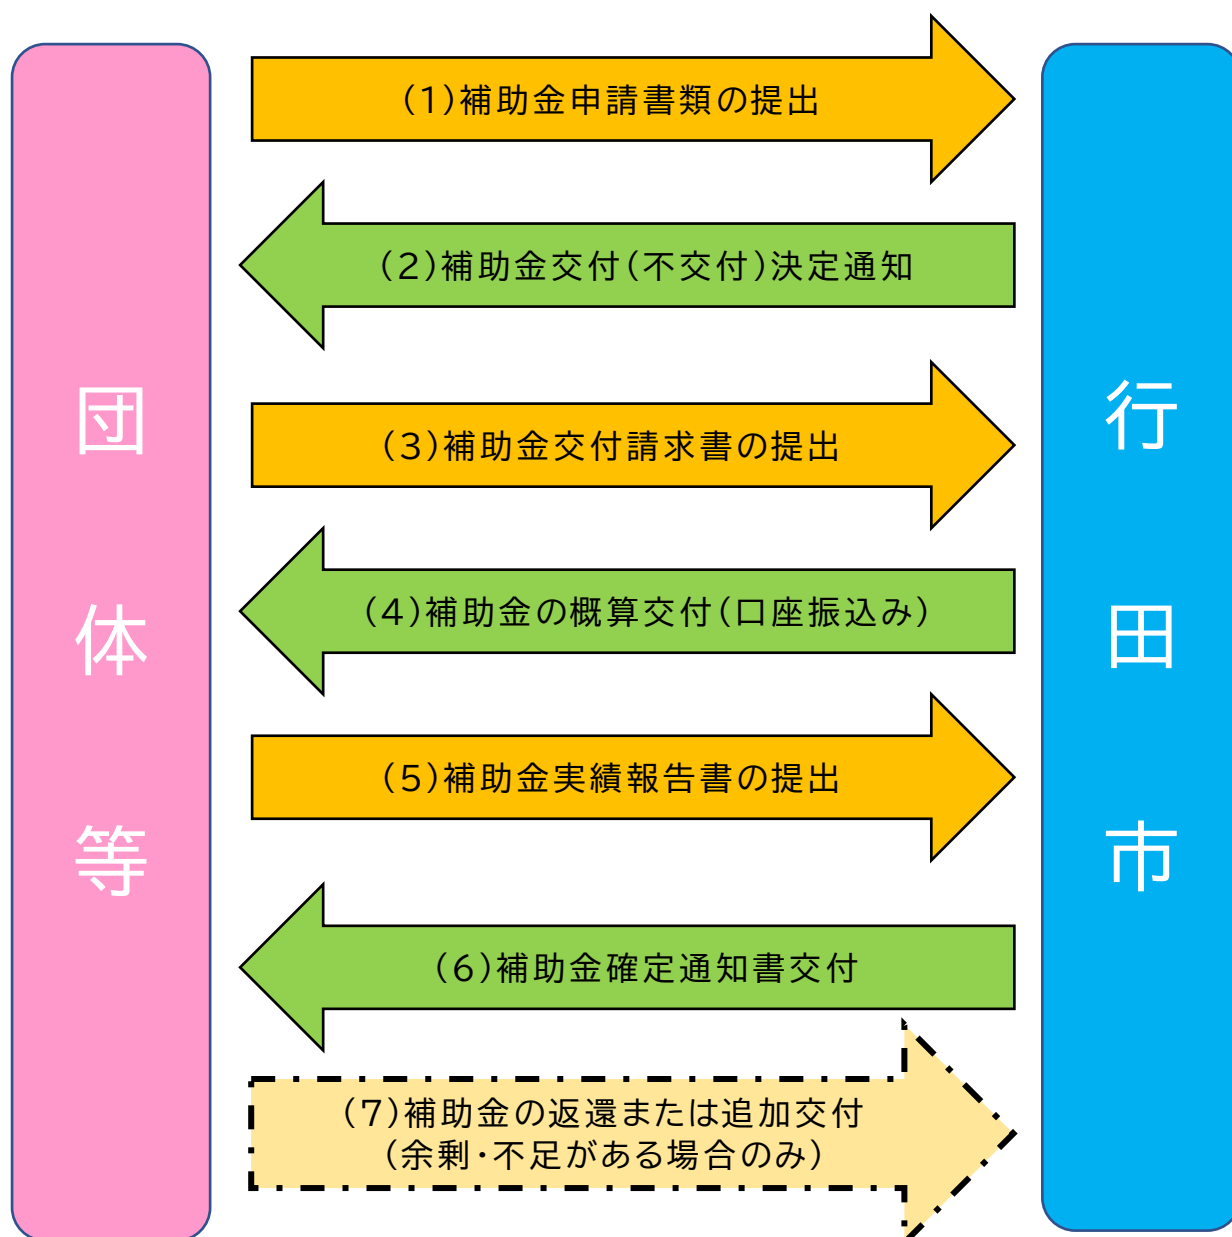 (1)補助金申請書類の提出
(2)補助金交付(不交付)決定通知
(3)補助金交付請求書の提出
(4)補助金の概算交付(口座振込み)
(5)補助金実績報告書の提出
(6)補助金確定通知書交付
(7)補助金の返還または追加交付
(余剰・不足がある場合のみ)
団体等
行田市